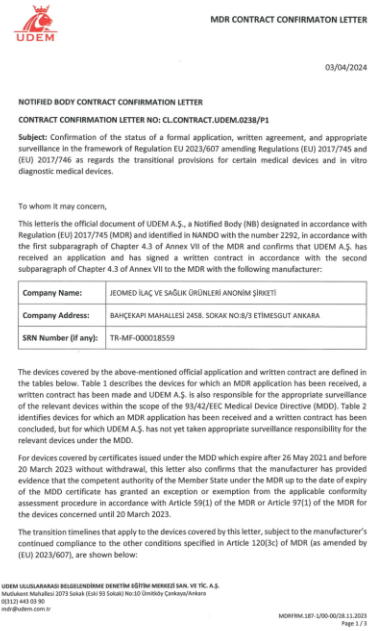 UDEM
MDR CONTRACT CONFIRMATON LETTER
03/04/2024
NOTIFIED BODY CONTRACT CONFIRMATION LETTER
CONTRACT CONFIRMATION LETTER NO: CL.CONTRACT.UDEM.0238/P1
Subject: Confirmation of the status of a formal application, written agreement, and appropriate
surveillance in the framework of Regulation EU 2023/607 amending Regulations (EU) 2017/745 and
(EU) 2017/746 as regards the transitional provisions for certain medical devices and in vitro
diagnostic medical devices.
To whom it may concern,
This letteris the official document of UDEM A.Ş., a Notified Body (NB) designated in accordance with
Regulation (EU) 2017/745 (MDR) and identified in NANDO with the number 2292, in accordance with
the first subparagraph of Chapter 4.3 of Annex VII of the MDR and confirms that UDEM A.Ş. has
received an application and has signed a written contract in accordance with the second
subparagraph of Chapter 4.3 of Annex VII to the MDR with the following manufacturer:
Company Name: JEOMED İLAÇ VE SAĞLIK ÜRÜNLERİ ANONİM ŞİRKETİ
Company Address: BAHÇEKAPI MAHALLESİ 2458. SOKAK NO:8/3 ETİMESGUT ANKARA
SRN Number (if any): TR-MF-000018559
The devices covered by the above-mentioned official application and written contract are defined in
the tables below. Table 1 describes the devices for which an MDR application has been received, a
written contract has been made and UDEM A.Ş. is also responsible for the appropriate surveillance
of the relevant devices within the scope of the 93/42/EEC Medical Device Directive (MDD). Table 2
identifies devices for which an MDR application has been received and a written contract has been
concluded, but for which UDEM A.Ş. has not yet taken appropriate surveillance responsibility for the
relevant devices under the MDD.
For devices covered by certificates issued under the MDD which expire after 26 May 2021 and before
20 March 2023 without withdrawal, this letter also confirms that the manufacturer has provided
evidence that the competent authority of the Member State under the MDR up to the date of expiry
of the MDD certificate has granted an exception or exemption from the applicable conformity
assessment procedure in accordance with Article 59(1) of the MDR or Article 97(1) of the MDR for
the devices concerned until 20 March 2023.
The transition timelines that apply to the devices covered by this letter, subject to the manufacturer's
continued compliance to the other conditions specified in Article 120(3c) of MDR (as amended by
(EU) 2023/607), are shown below:
UDEM ULUSLARARASI BELGELENDİRME DENETİM EĞİTİM MERKEZİ SAN. VE TİC. A.Ş.
Mutlukent Mahallesi 2073 Sokak (Eski 93 Sokak) No:10 Ümitköy Çankaya/Ankara
0(312) 443 03 90
mdr@udem.com.tr
MDRFRM.187-1/00-00/28.11.2023
Page 1 / 3